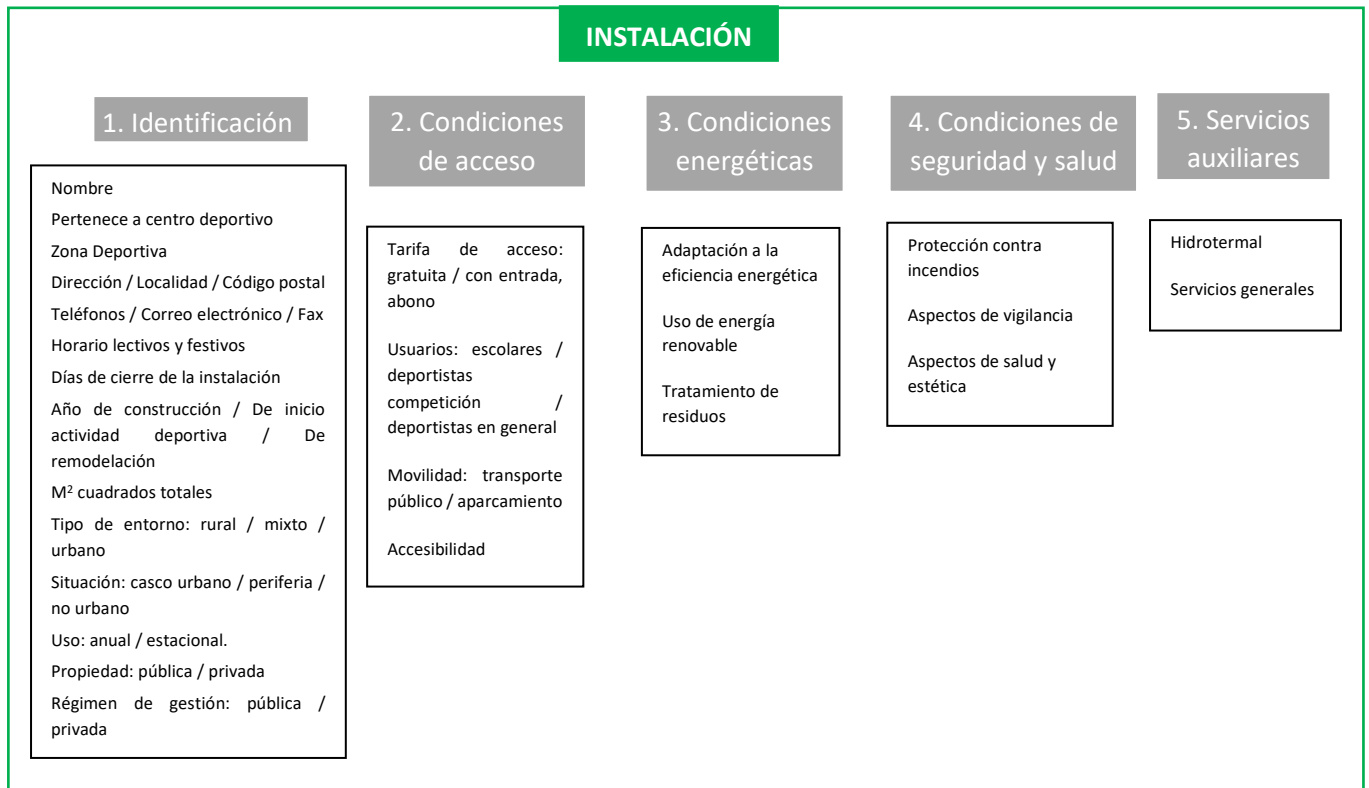 INSTALACIÓN
1. Identificación
Nombre
Pertenece a centro deportivo
Zona Deportiva
Dirección / Localidad / Código postal
Teléfonos / Correo electrónico / Fax
Horario lectivos y festivos
Días de cierre de la instalación
Año de construcción / De inicio
actividad deportiva / De
remodelación
M² cuadrados totales
Tipo de entorno: rural / mixto /
urbano
Situación: casco urbano / periferia /
no urbano
Uso: anual / estacional.
Propiedad: pública / privada
Régimen de gestión: pública /
privada
2. Condiciones
de acceso
Tarifa de acceso:
gratuita / con entrada,
abono
Usuarios: escolares /
deportistas
competición /
deportistas en general
Movilidad: transporte
público / aparcamiento
Accesibilidad
3. Condiciones
energéticas
Adaptación a la
eficiencia energética
Uso de energía
renovable
Tratamiento de
residuos
4. Condiciones de
seguridad y salud
Protección contra
incendios
Aspectos de vigilancia
Aspectos de salud y
estética
5. Servicios
auxiliares
Hidrotermal
Servicios generales